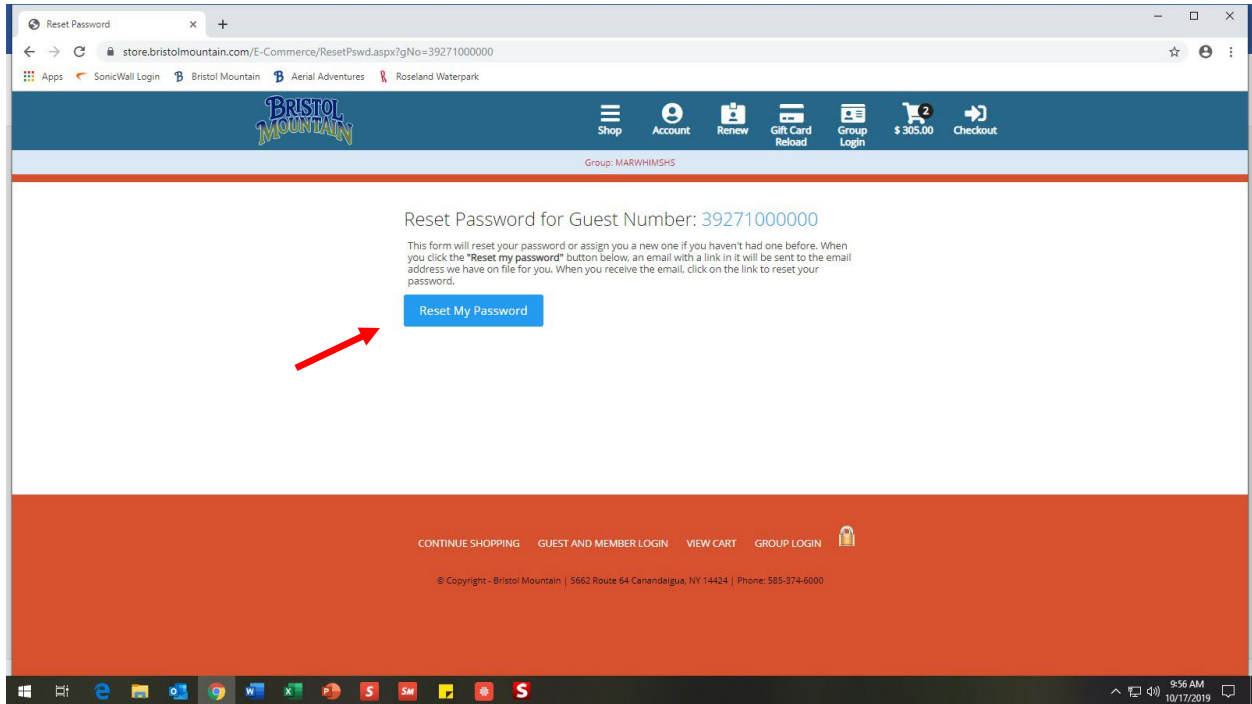 Reset Password
store.bristolmountain.com/E-Commerce/ResetPswd.aspx?gNo=39271000000
Apps SonicWall Login Bristol Mountain Aerial Adventures Roseland Waterpark
BRISTOL
MOUNTAIN
Shop
Account
Renew
Gift Card
Reload
Group
Login
2
$ 305.00
Checkout
Group: MARWHIMSHS
Reset Password for Guest Number: 39271000000
This form will reset your password or assign you a new one if you haven't had one before. When
you click the "Reset my password" button below, an email with a link in it will be sent to the email
address we have on file for you. When you receive the email, click on the link to reset your
password.
Reset My Password
CONTINUE SHOPPING GUEST AND MEMBER LOGIN VIEW CART GROUP LOGIN
© Copyright - Bristol Mountain | 5662 Route 64 Canandaigua, NY 14424 | Phone: 585-374-6000
9:56 AM
10/17/2019